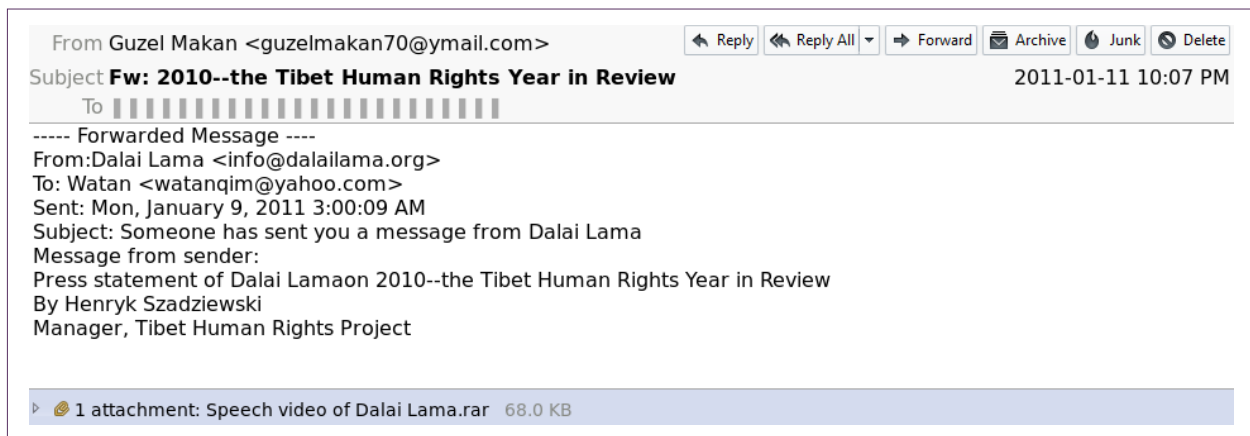 From Guzel Makan <guzelmakan70@ymail.com> Reply Reply All Forward Archive Junk Delete
Subject Fw: 2010--the Tibet Human Rights Year in Review 2011-01-11 10:07 PM
To
----- Forwarded Message ----
From:Dalai Lama <info@dalailama.org>
To: Watan <watanqim@yahoo.com>
Sent: Mon, January 9, 2011 3:00:09 AM
Subject: Someone has sent you a message from Dalai Lama
Message from sender:
Press statement of Dalai Lamaon 2010--the Tibet Human Rights Year in Review
By Henryk Szadziewski
Manager, Tibet Human Rights Project
1 attachment: Speech video of Dalai Lama.rar 68.0 KB